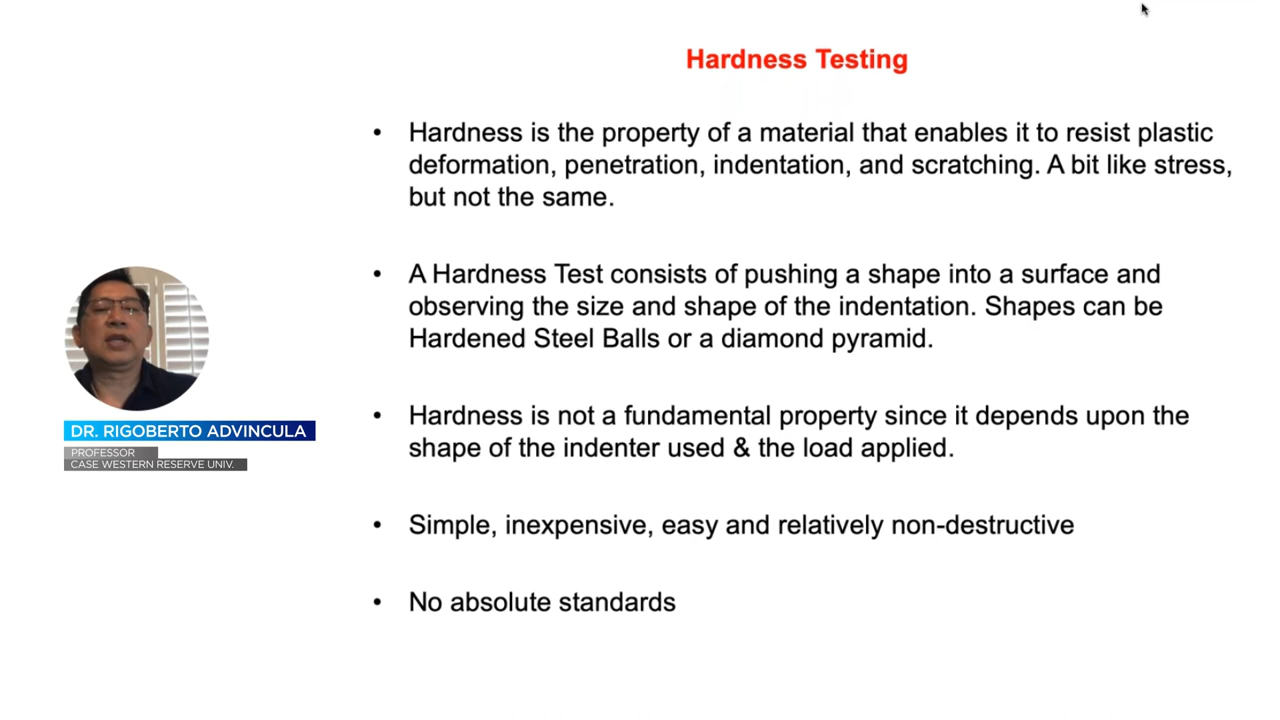 Hardness Testing
• Hardness is the property of a material that enables it to resist plastic
deformation, penetration, indentation, and scratching. A bit like stress,
but not the same.
• A Hardness Test consists of pushing a shape into a surface and
observing the size and shape of the indentation. Shapes can be
Hardened Steel Balls or a diamond pyramid.
• Hardness is not a fundamental property since it depends upon the
shape of the indenter used & the load applied.
• Simple, inexpensive, easy and relatively non-destructive
• No absolute standards
DR. RIGOBERTO ADVINCULA
PROFESSOR
CASE WESTERN RESERVE UNIV.